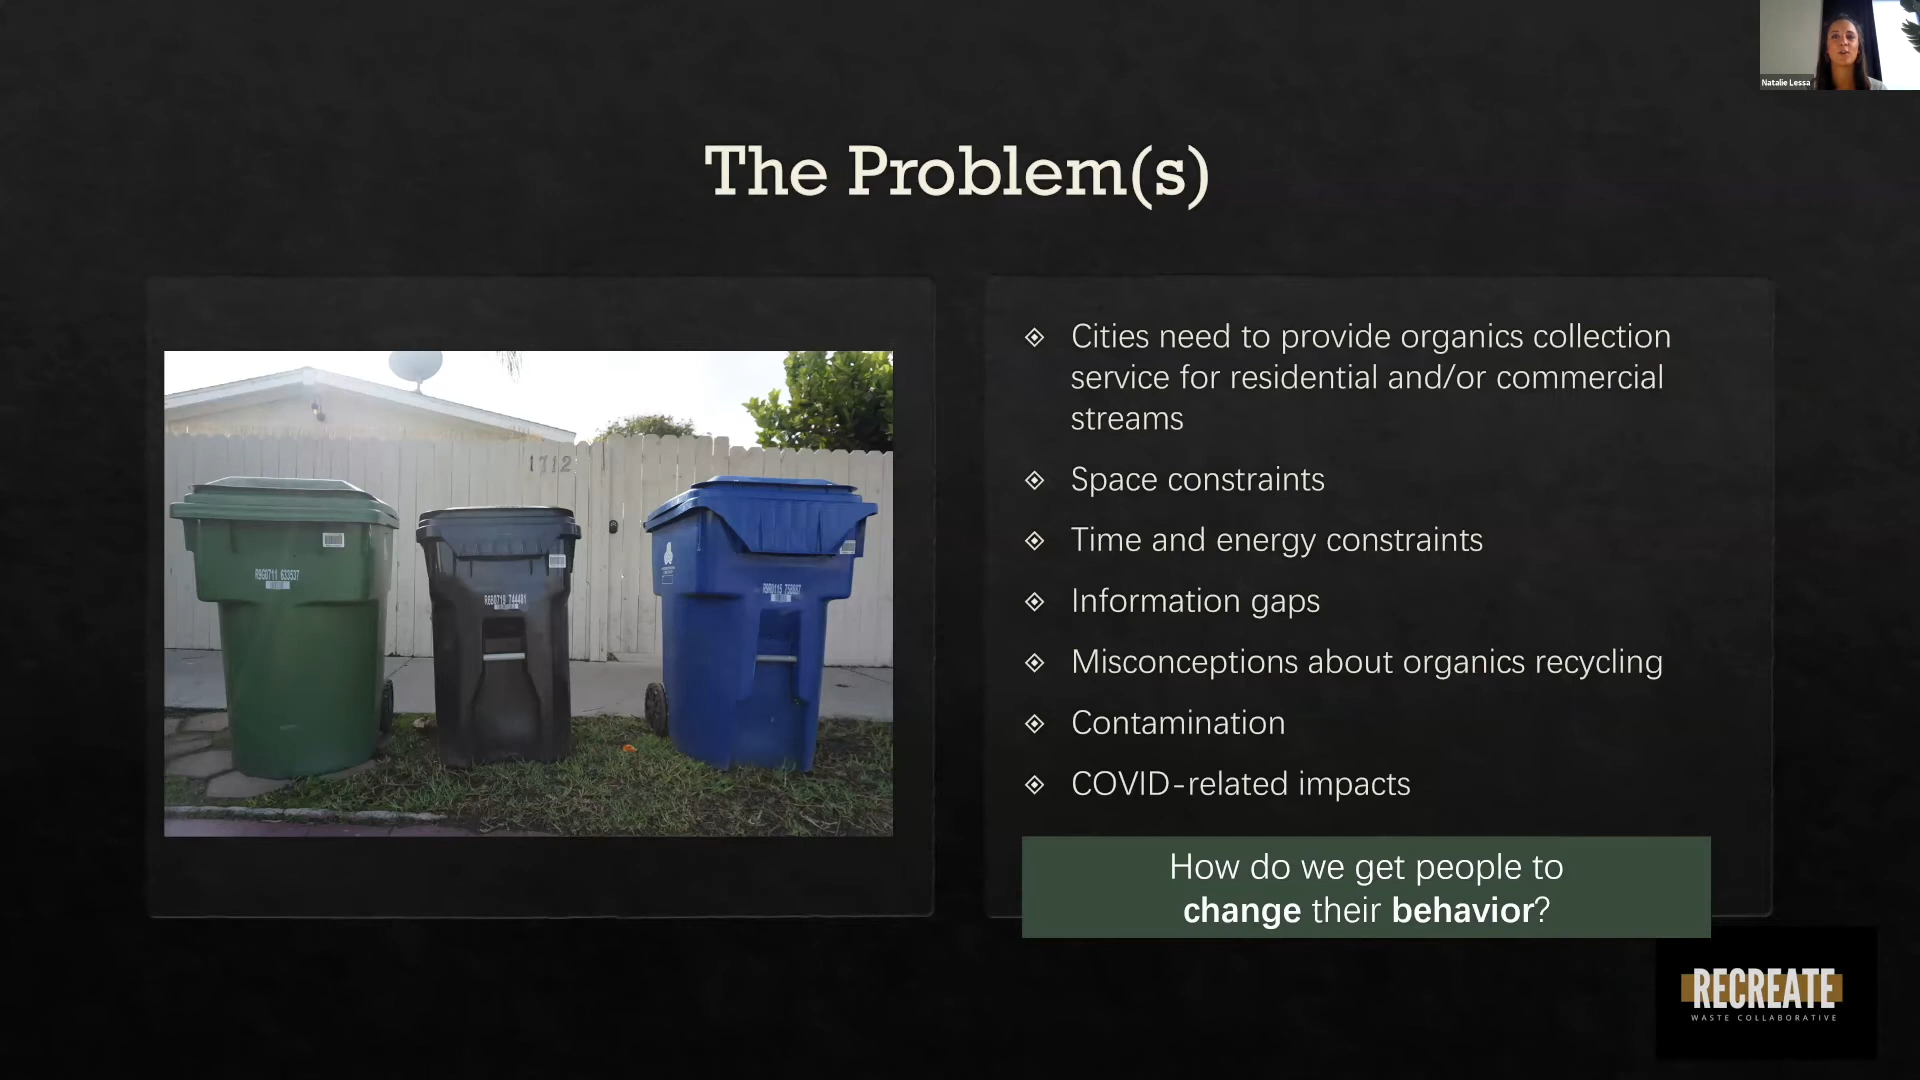 Natalie Lessa
The Problem(s)
Cities need to provide organics collection
service for residential and/or commercial
streams
Space constraints
Time and energy constraints
Information gaps
Misconceptions about organics recycling
Contamination
COVID-related impacts
How do we get people to
change their behavior?
1712
RECREATE
WASTE COLLABORATIVE